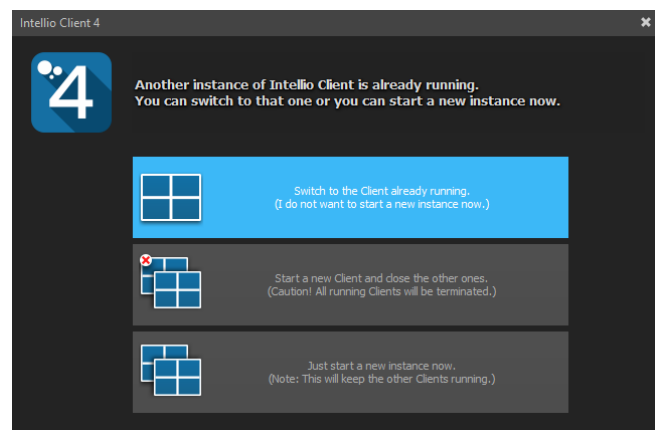 Intellio Client 4
4
Another instance of Intellio Client is already running.
You can switch to that one or you can start a new instance now.
Switch to the Client already running.
(I do not want to start a new instance now.)
Start a new Client and close the other ones.
(Caution! All running Clients will be terminated.)
Just start a new instance now.
(Note: This will keep the other Clients running.)